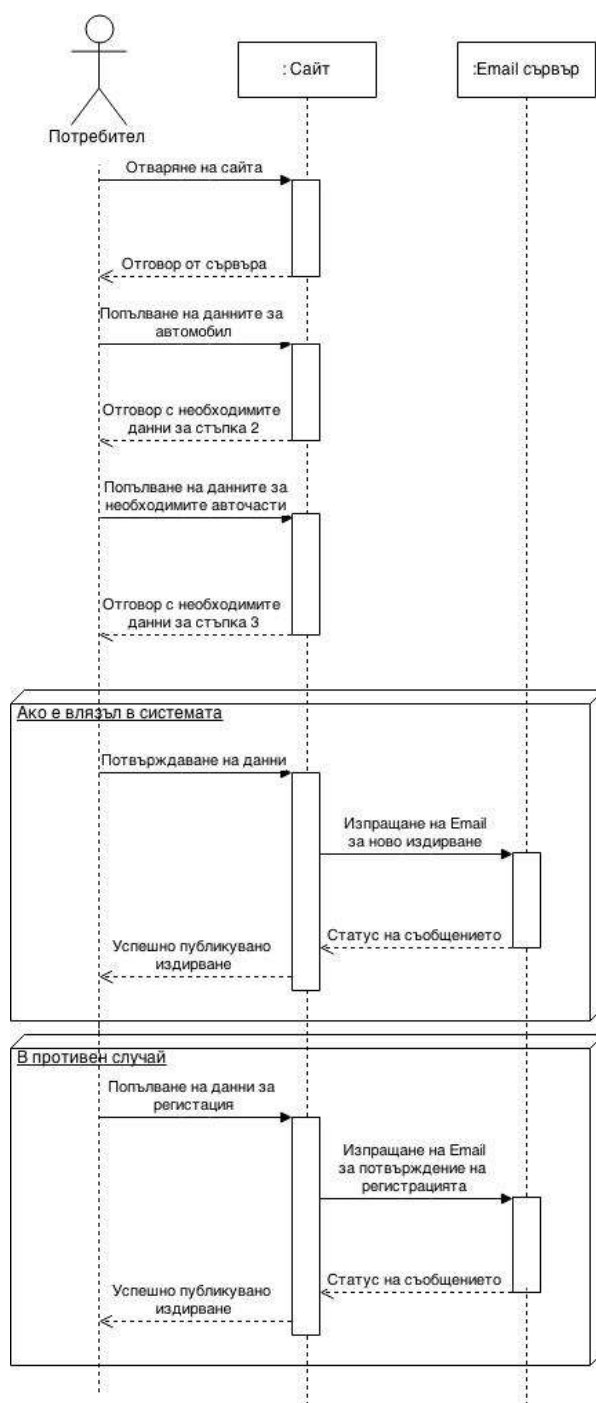 : Сайт
:Email сървър
Потребител
Отваряне на сайта
Отговор от сървъра
Попълване на данните за
автомобил
Отговор с необходимите
данни за стъпка 2
Попълване на данните за
необходимите авточасти
Отговор с необходимите
данни за стъпка 3
Ако е влязъл в системата
Потвърждаване на данни
Изпращане на Email
за ново издирване
Статус на съобщението
Успешно публикувано
издирване
В противен случай
Попълване на данни за
регистация
Изпращане на Email
за потвърждение на
регистрацията
Статус на съобщението
Успешно публикувано
издирване